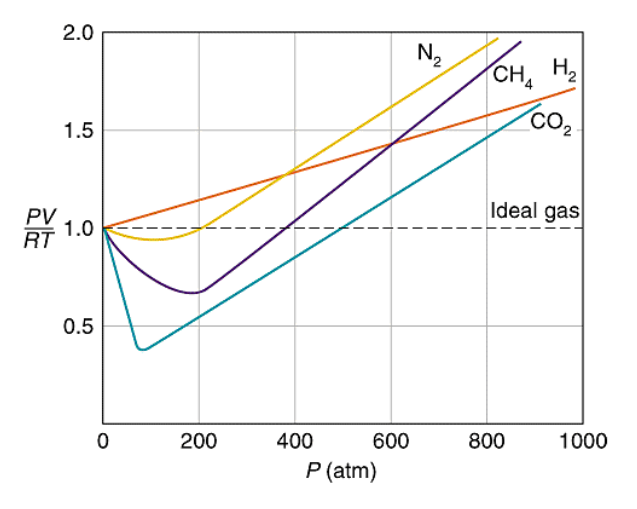 2.0
N₂
CH₄
H₂
1.5
CO₂
Ideal gas
PV
RT
1.0
0.5
0 200 400 600 800 1000
P (atm)